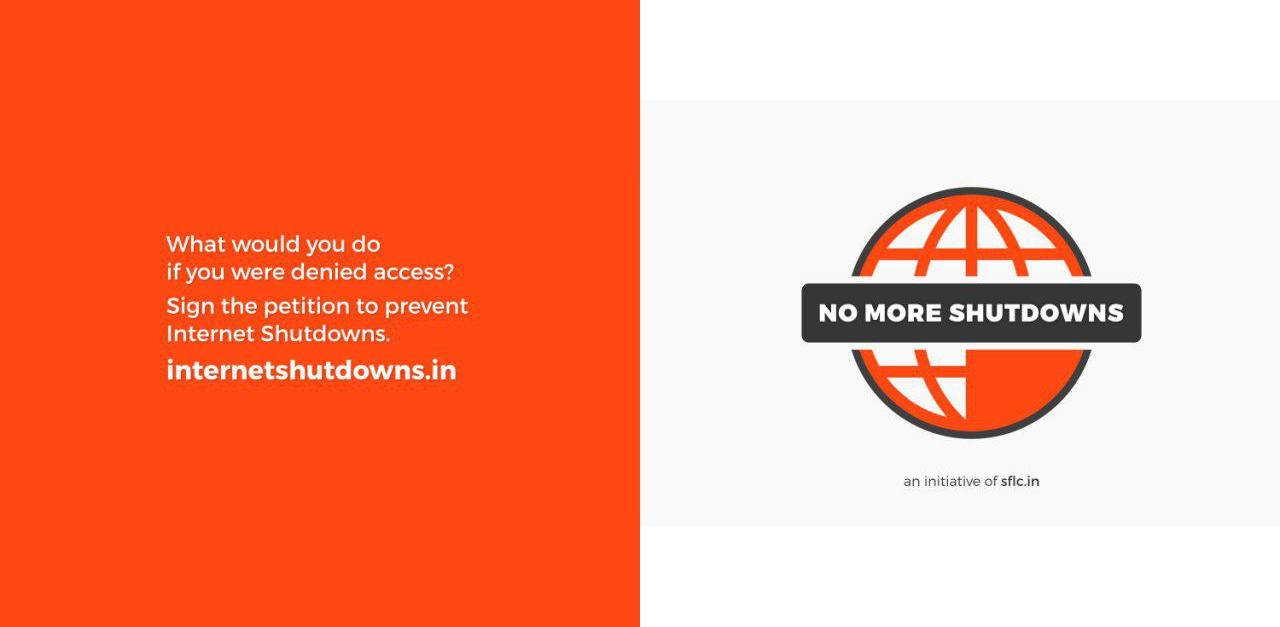 What would you do
if you were denied access?
Sign the petition to prevent
Internet Shutdowns.
internetshutdowns.in
NO MORE SHUTDOWNS
an initiative of sflc.in